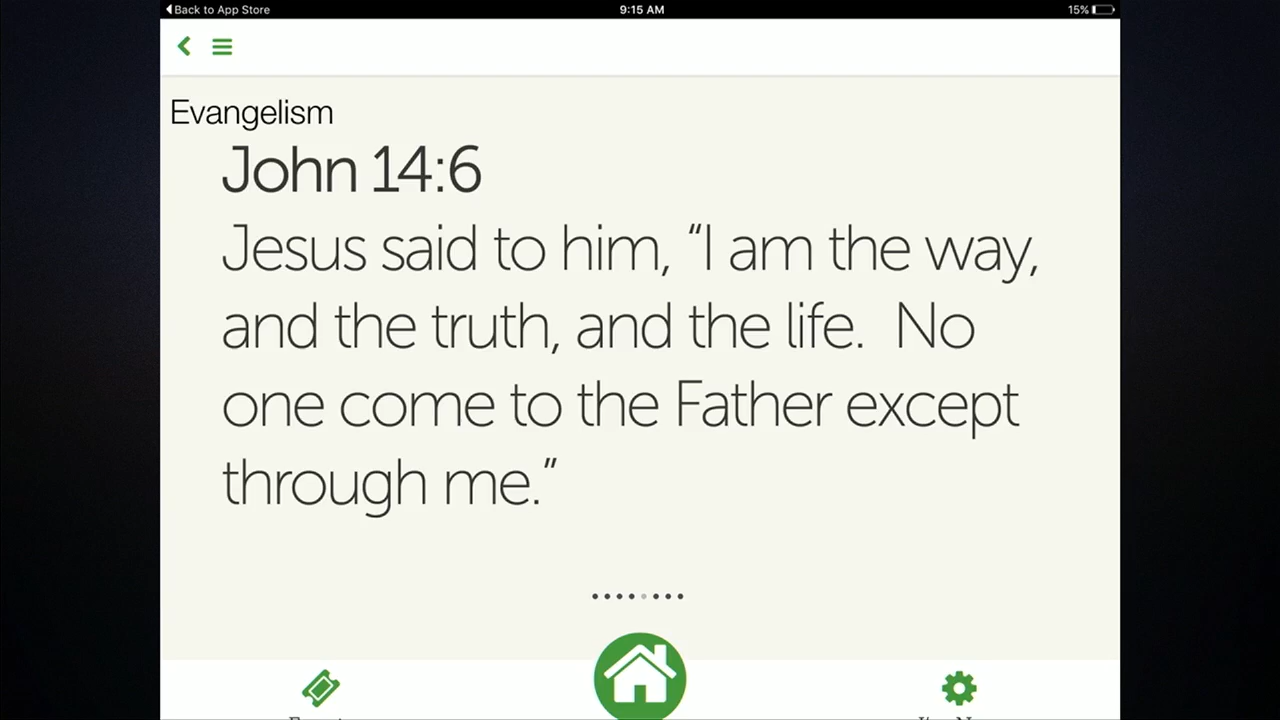 Back to App Store
9:15 AM
15%
Evangelism
John 14:6
Jesus said to him, “I am the way,
and the truth, and the life.  No
one come to the Father except
through me.”